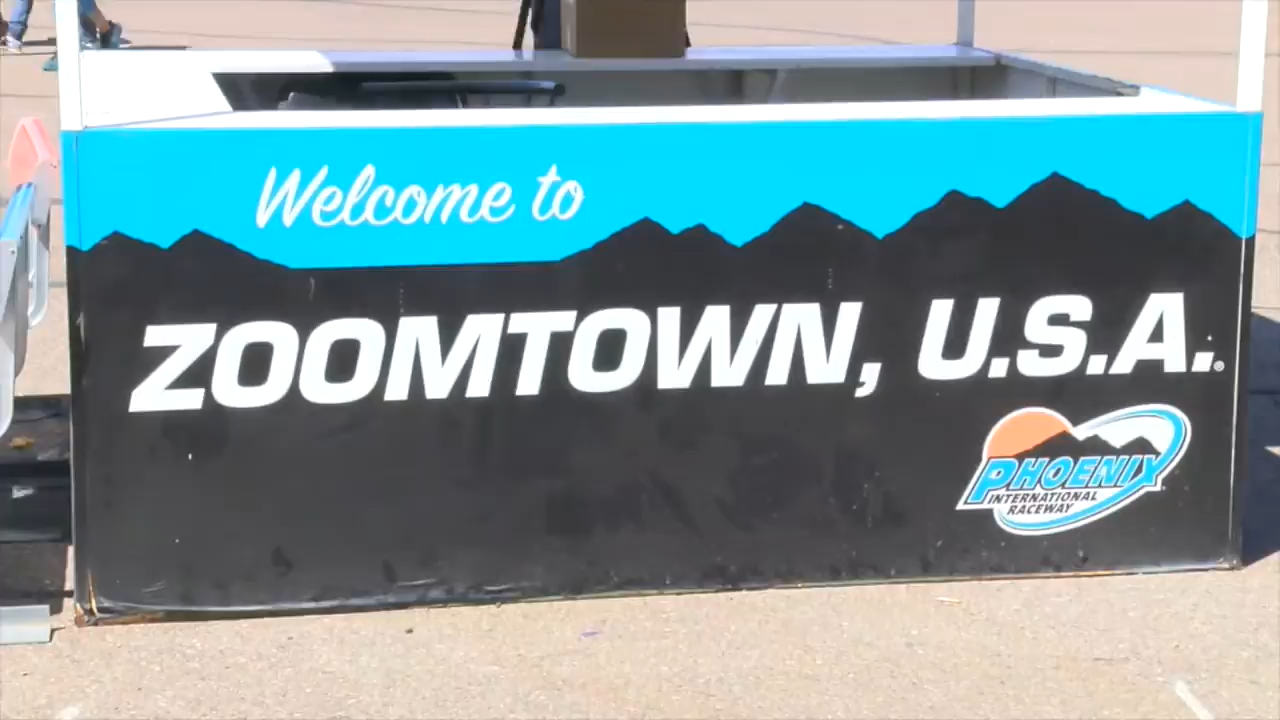 Welcome to
ZOOMTOWN, U.S.A.®
PHOENIX
INTERNATIONAL
RACEWAY